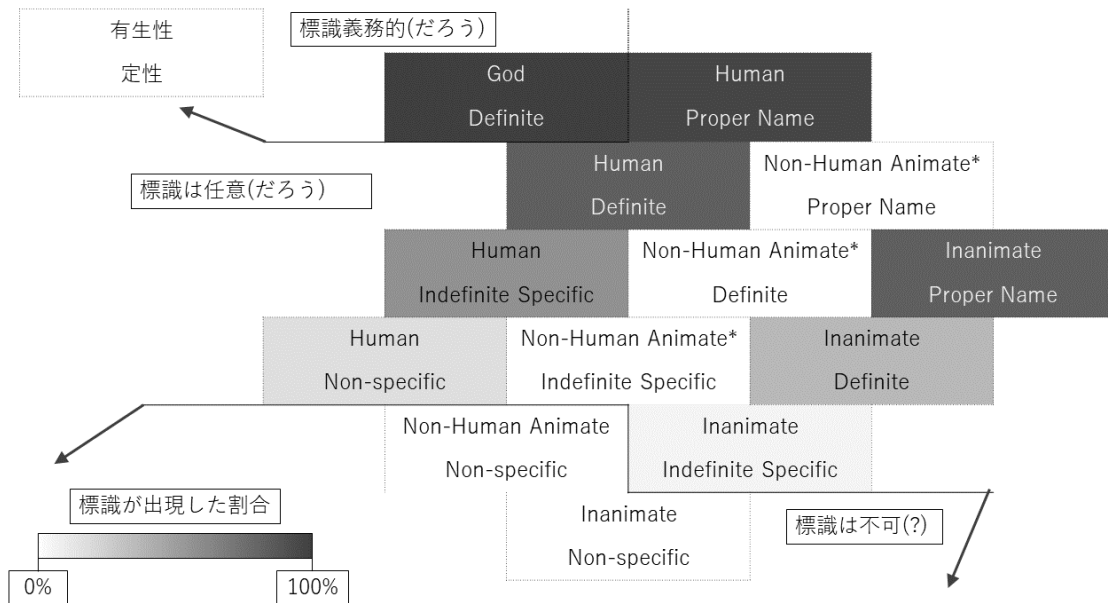 有生性
定性
標識義務的(だろう)
God
Definite
Human
Proper Name
標識は任意(だろう)
Human
Definite
Non-Human Animate*
Proper Name
Human
Indefinite Specific
Non-Human Animate*
Definite
Inanimate
Proper Name
Human
Non-specific
Non-Human Animate*
Indefinite Specific
Inanimate
Definite
Non-Human Animate
Non-specific
Inanimate
Indefinite Specific
標識が出現した割合
0%
100%
Inanimate
Non-specific
標識は不可(?)